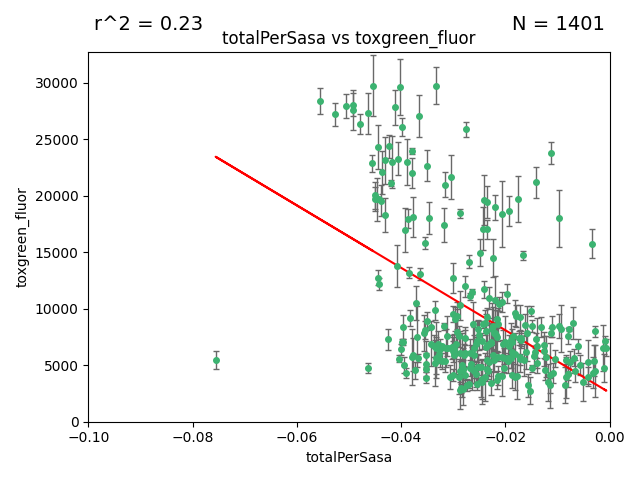 r^2 = 0.23
N = 1401
totalPerSasa vs toxgreen_fluor
toxgreen_fluor
30000
25000
20000
15000
10000
5000
0
−0.10
−0.08
−0.06
−0.04
−0.02
0.00
totalPerSasa